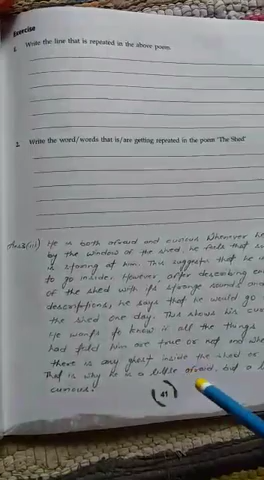 Exercise
1. Write the line that is repeated in the above poem
2. Write the word/words that is/are getting repeated in the poem "The Shed"
Ans3(iii) He is both afraid and curious Whenever he
by the window of the shed, he feels that
is staring at him. This suggests that he is
to go inside. However, after describing
of the shed with its strange sounds and
descriptions, he says that he would go
the shed one day. This shows his
He wants to know if all the things
had told him are true or not and
there is any ghost inside the shed or
That is why he is a little afraid, but a
curious.
41